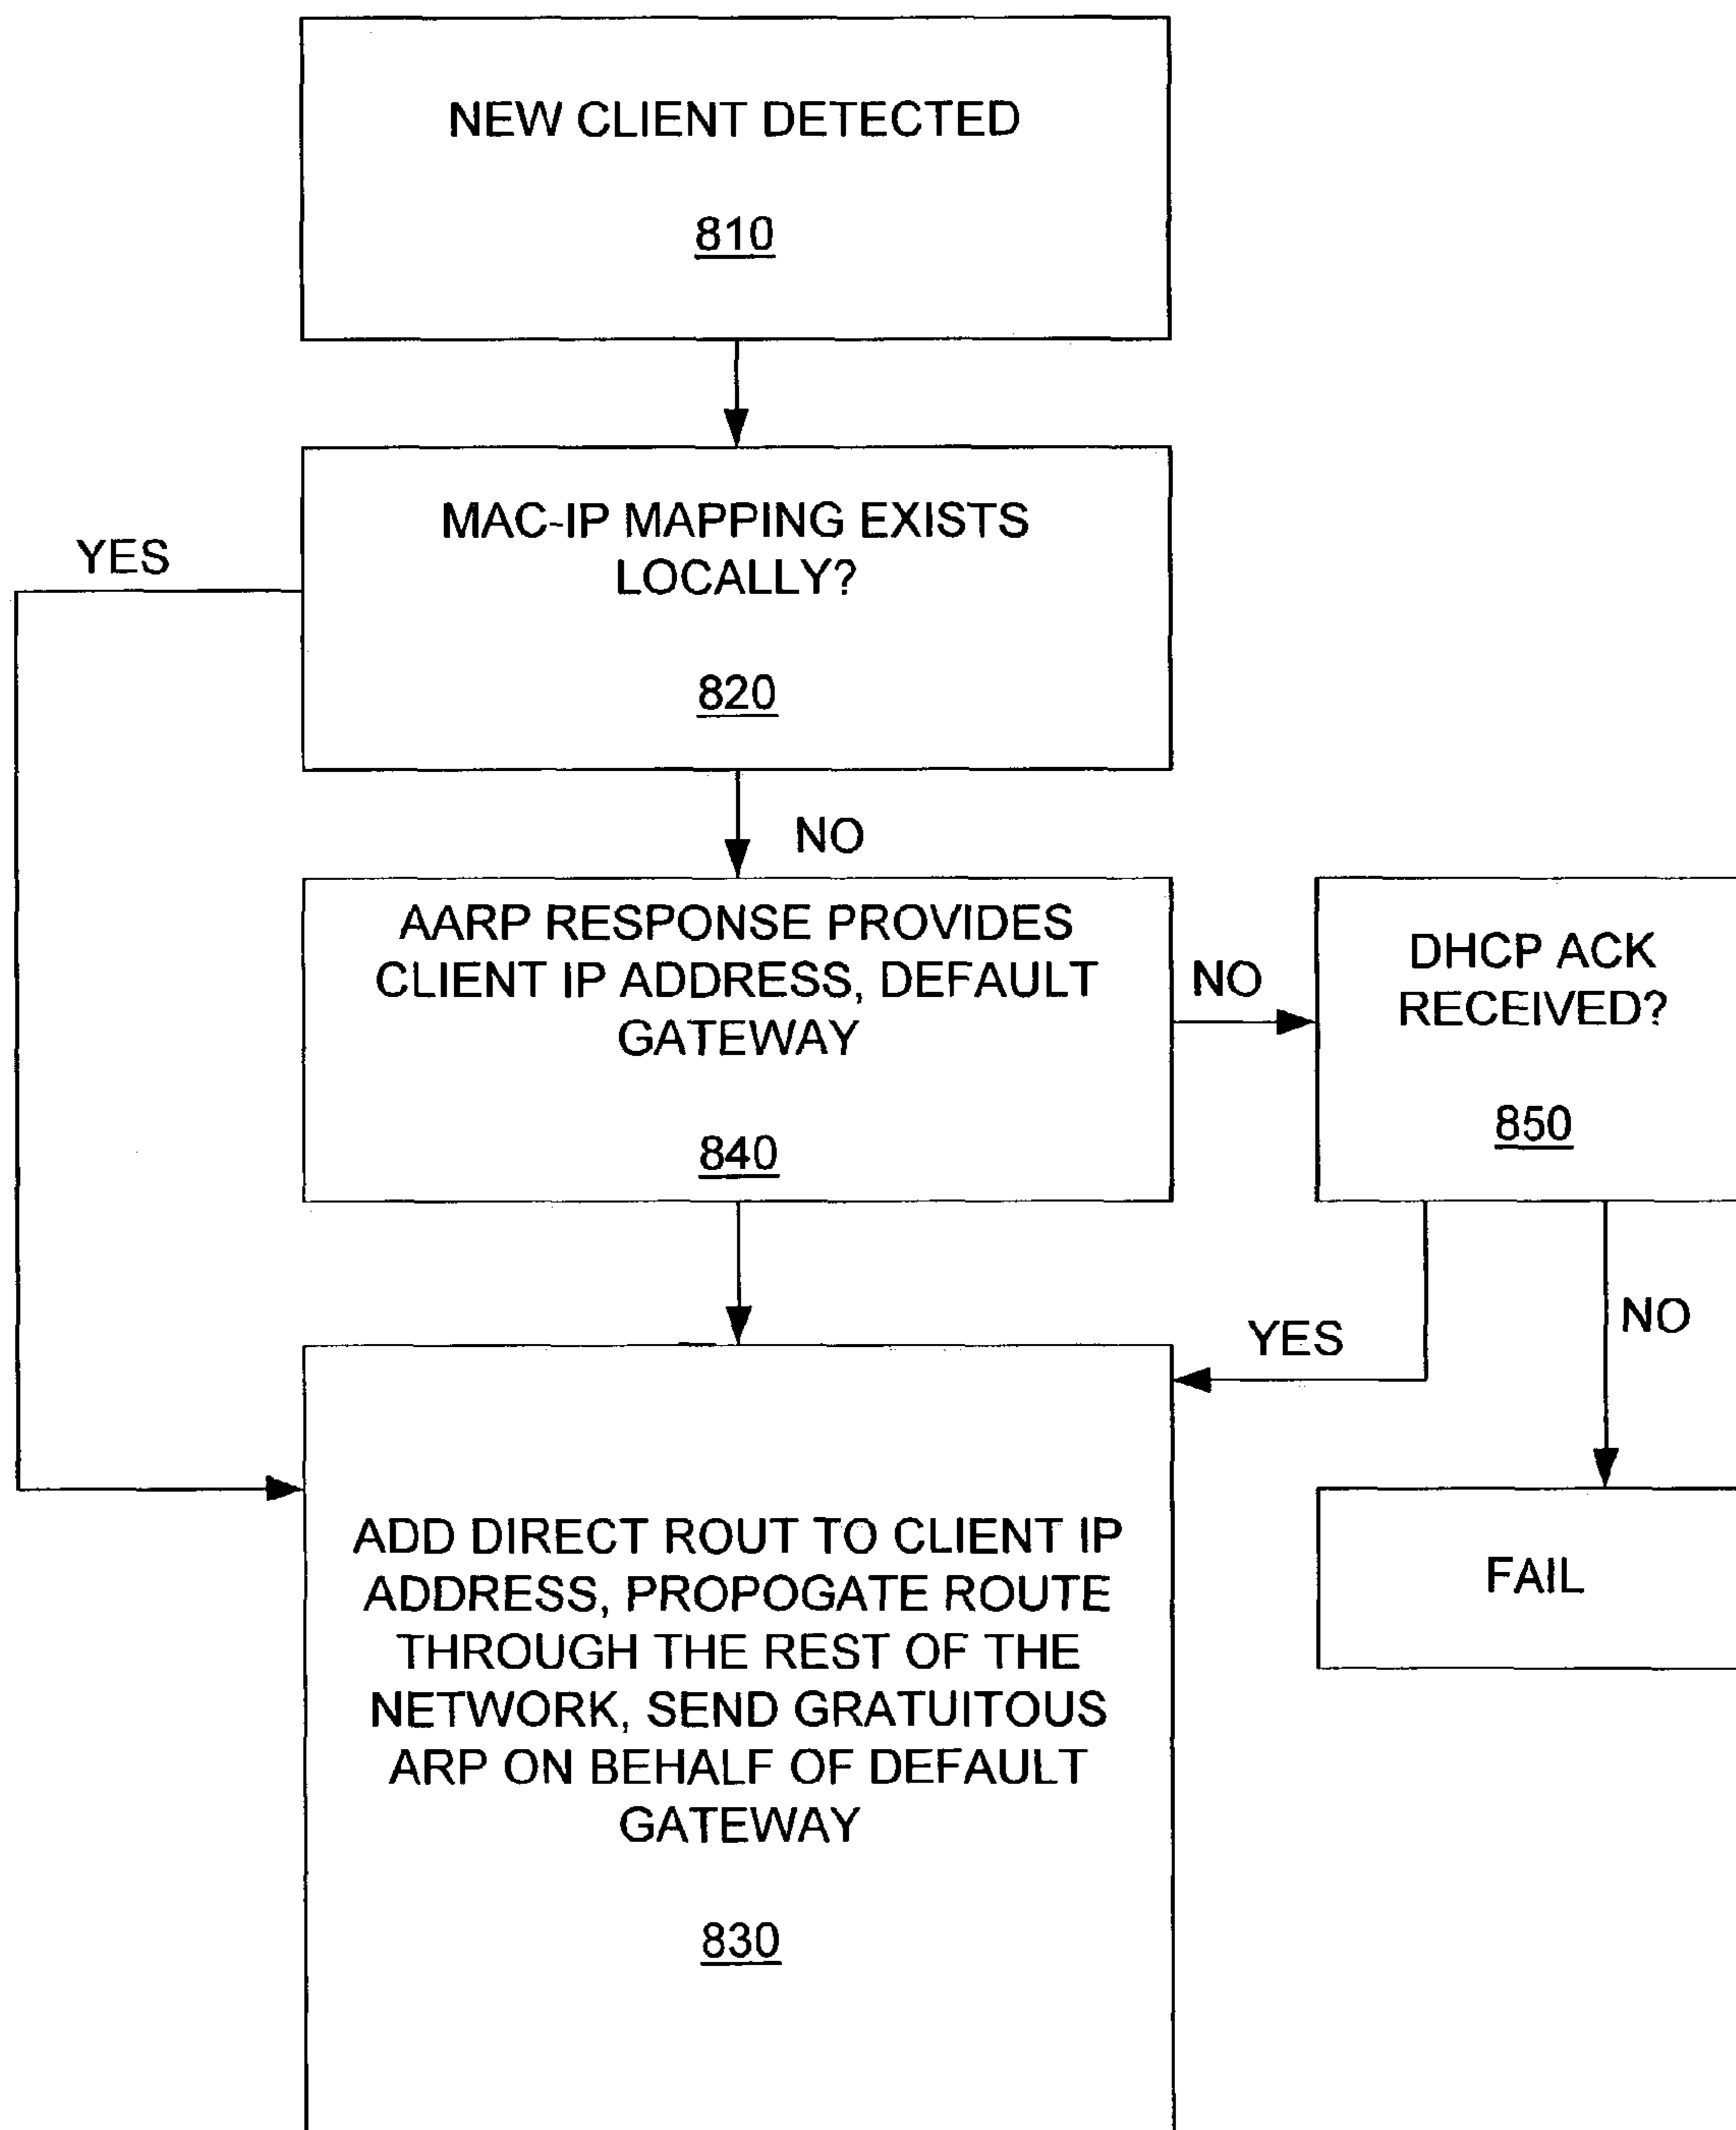 NEW CLIENT DETECTED
810
MAC-IP MAPPING EXISTS
LOCALLY?
820
YES
NO
AARP RESPONSE PROVIDES
CLIENT IP ADDRESS, DEFAULT
GATEWAY
840
NO
DHCP ACK
RECEIVED?
850
YES
NO
ADD DIRECT ROUT TO CLIENT IP
ADDRESS, PROPOGATE ROUTE
THROUGH THE REST OF THE
NETWORK, SEND GRATUITOUS
ARP ON BEHALF OF DEFAULT
GATEWAY
830
FAIL